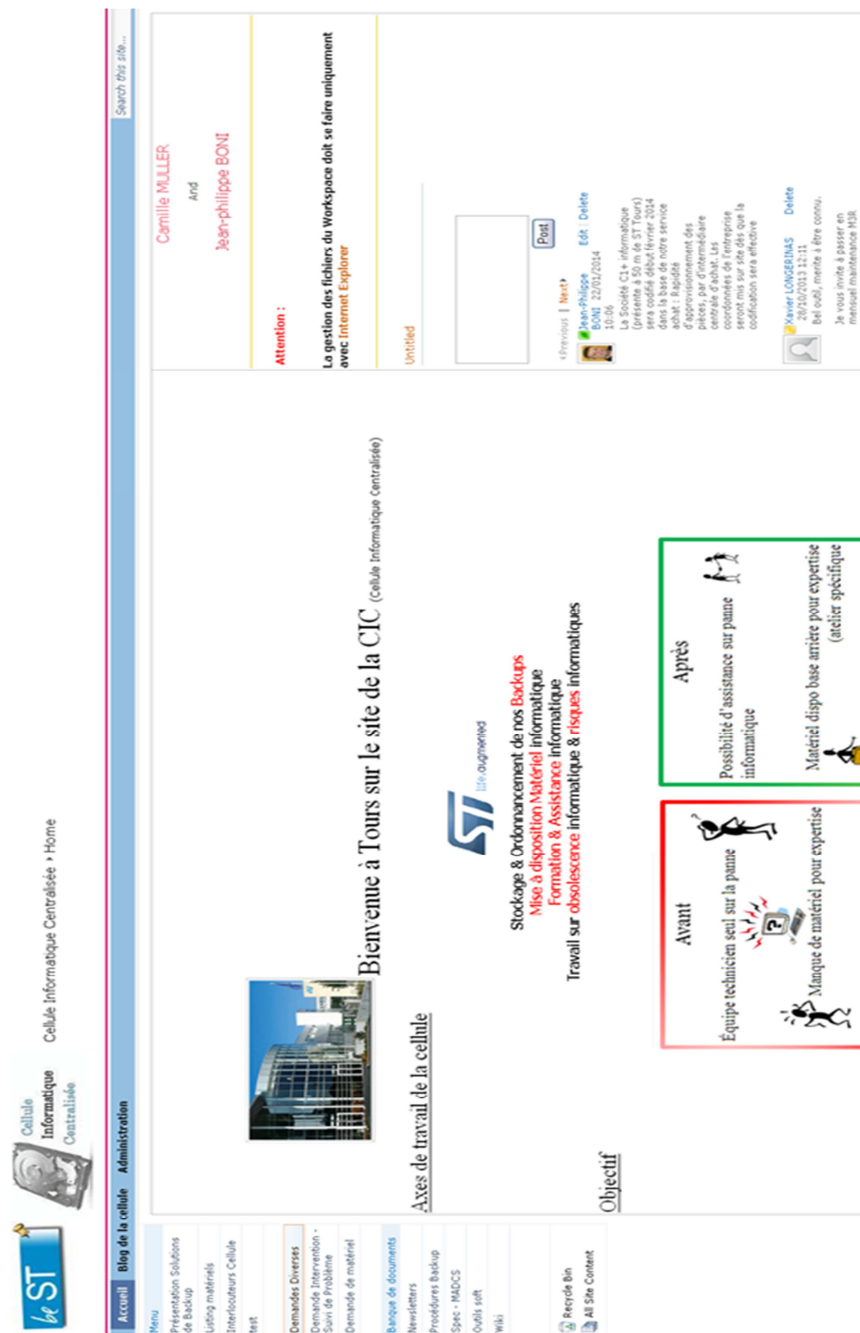 be ST
Cellule
Informatique
Centralisée
Cellule Informatique Centralisée › Home
Accueil
Blog de la cellule
Administration
Search this site...
Menu
Présentation Solutions
de Backup
Listing matériels
Interlocuteurs Cellule
test
Demandes Diverses
Demande Intervention -
Suivi de Problème
Demande de matériel
Banque de documents
Newsletters
Procédures Backup
Spec - MADCS
Outils soft
Wiki
Recycle Bin
All Site Content
Bienvenue à Tours sur le site de la CIC (Cellule Informatique Centralisée)
Axes de travail de la cellule
ST
life.augmented
Stockage & Ordonnancement de nos Backups
Mise à disposition Matériel informatique
Formation & Assistance informatique
Travail sur obsolescence informatique & risques informatiques
Objectif
Avant
Équipe technicien seul sur la panne
?
Manque de matériel pour expertise
Après
Possibilité d'assistance sur panne
informatique
Matériel dispo base arrière pour expertise
(atelier spécifique
Camille MULLER
And
Jean-philippe BONI
Attention :
La gestion des fichiers du Workspace doit se faire uniquement
avec Internet Explorer
Untitled
Post
‹Previous | Next›
Jean-Philippe
BONI 22/01/2014
10:06
Edit | Delete
La Société C1+ informatique
(présente à 50 m de ST Tours)
sera codifié début février 2014
dans la base de notre service
achat : Rapidité
d'approvisionnement des
pièces, par d'intermédiaire
centrale d'achat. Les
coordonnées de l'entreprise
seront mis sur site dès que la
codification sera effective
Xavier LONGERINAS
Delete
28/10/2013 12:11
Bel outil, merite à être connu.
Je vous invite à passer en
mensuel maintenance M3R